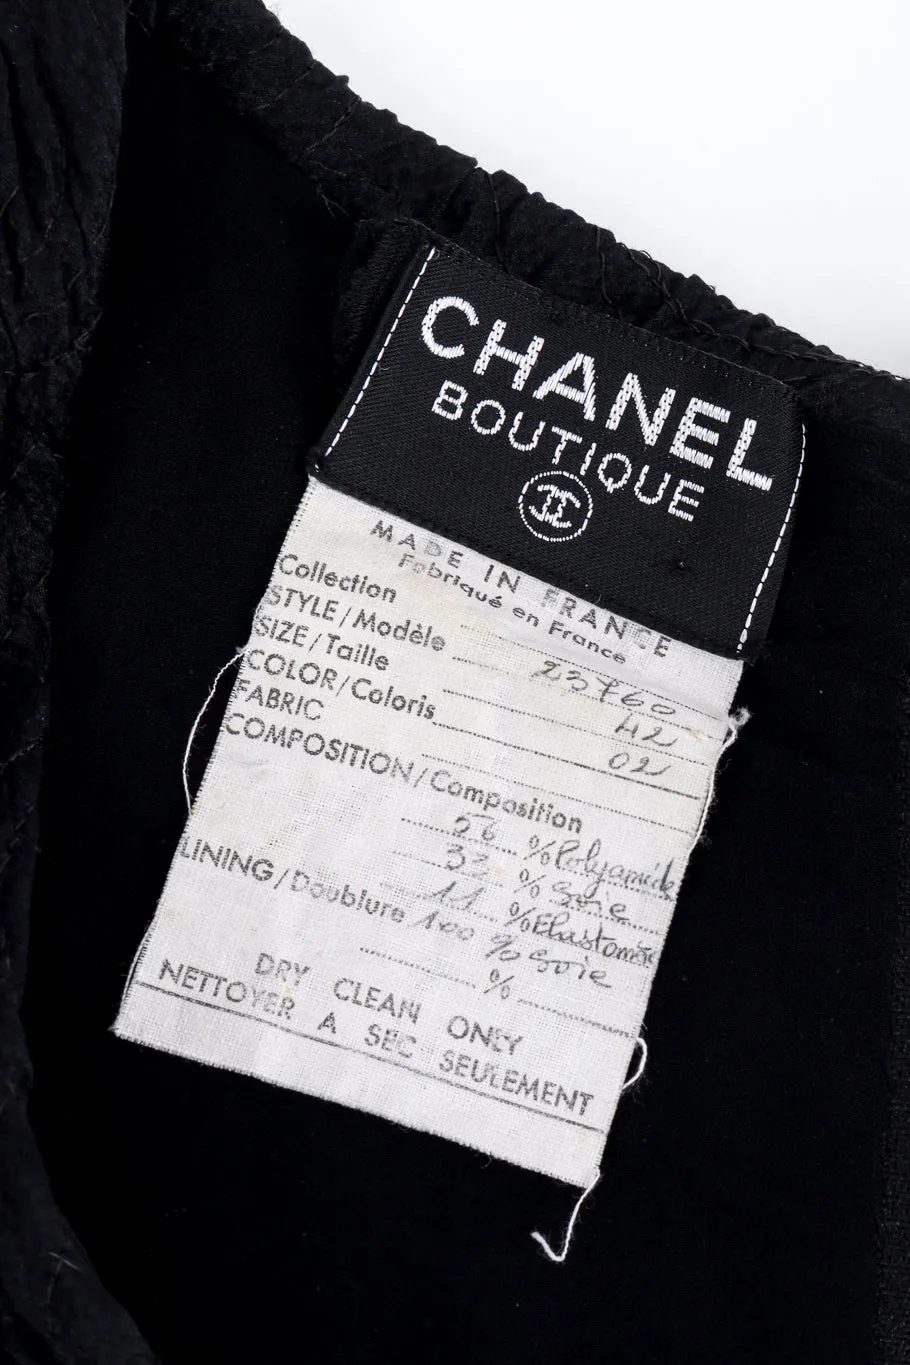 CHANEL
BOUTIQUE
MADE IN FRANCE
Fabriqué en France
Collection
STYLE/Modèle 23760
SIZE/Taille 42
COLOR/Coloris 02
FABRIC
COMPOSITION/Composition
56 % Polyamide
33 % Soie
11 % Elastomère
LINING/Doublure 100 % Soie
%
DRY CLEAN ONLY
NETTOYER A SEC SEULEMENT